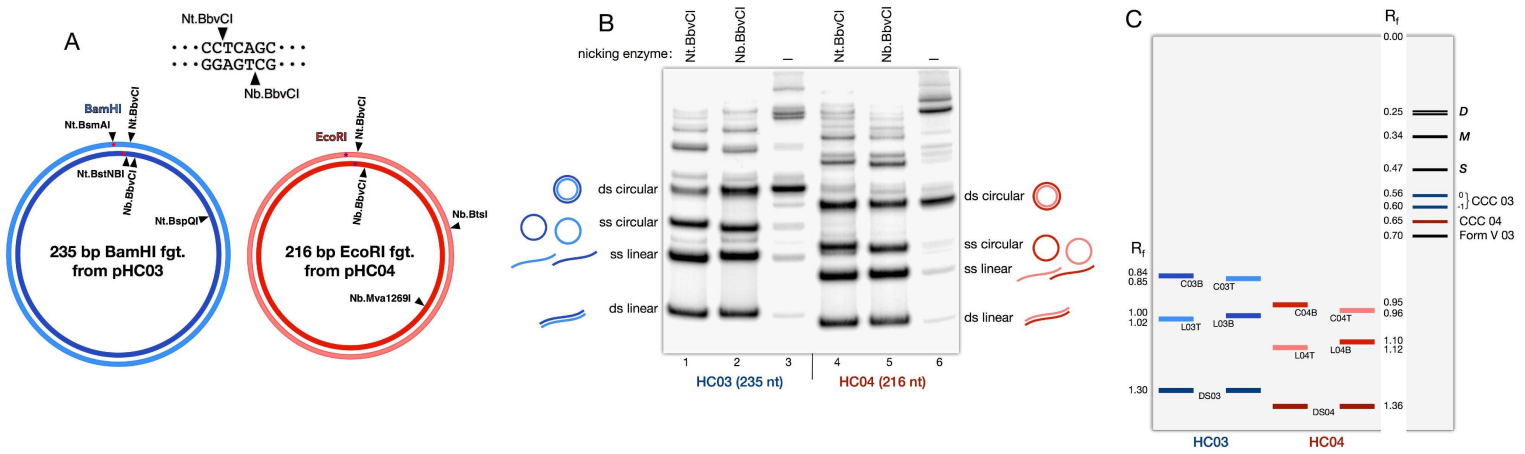 A
Nt.BbvCI
···CCTCAGC···
···GGAGTCG···
Nb.BbvCI
BamHI
Nt.BsmAI
Nt.BbvCI
Nt.BstNBI
Nb.BbvCI
Nt.BspQI
235 bp BamHI fgt.
from pHC03
EcoRI
Nt.BbvCI
Nb.BbvCI
Nb.BtsI
216 bp EcoRI fgt.
from pHC04
Nb.Mva1269I
B
nicking enzyme:
Nt.BbvCI
Nb.BbvCI
–
Nt.BbvCI
Nb.BbvCI
–
ds circular
ss circular
ss linear
ds linear
ds circular
ss circular
ss linear
ds linear
1 2 3 4 5 6
HC03 (235 nt) HC04 (216 nt)
C
Rf
0.00
0.25 D
0.34 M
0.47 S
0.56 0
0.60 -1
CCC 03
0.65 CCC 04
0.70 Form V 03
Rf
0.84
0.85
C03B C03T
0.95
0.96
C04B C04T
1.00
1.02
L03T L03B
1.10
1.12
L04T L04B
1.30 DS03
DS04 1.36
HC03 HC04